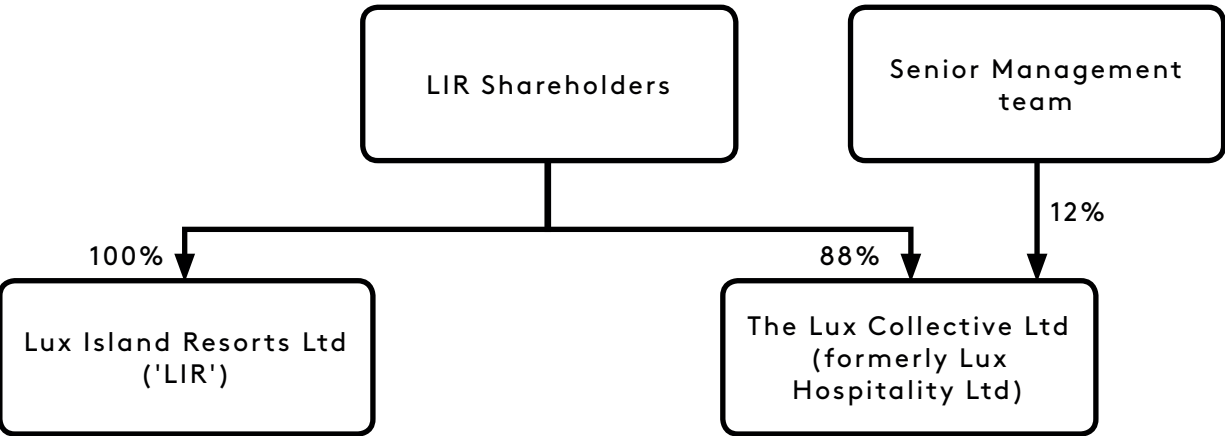 LIR Shareholders
Senior Management
team
12%
100%
88%
Lux Island Resorts Ltd
('LIR')
The Lux Collective Ltd
(formerly Lux
Hospitality Ltd)